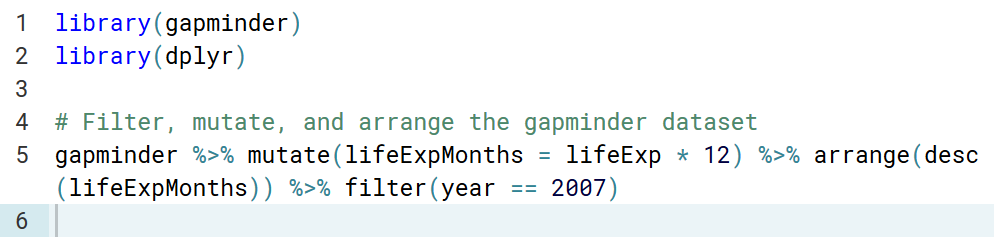 1 library(gapminder)
2 library(dplyr)
3
4 # Filter, mutate, and arrange the gapminder dataset
5 gapminder %>% mutate(lifeExpMonths = lifeExp * 12) %>% arrange(desc
(lifeExpMonths)) %>% filter(year == 2007)
6